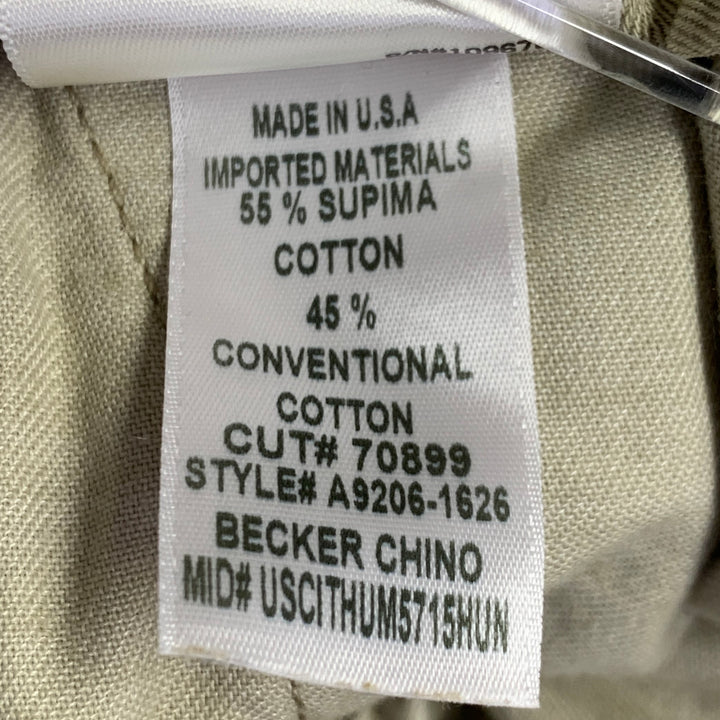 MADE IN U.S.A
IMPORTED MATERIALS
55 % SUPIMA
COTTON
45 %
CONVENTIONAL
COTTON
CUT# 70899
STYLE# A9206-1626
BECKER CHINO
MID# USCITHUM5715HUN